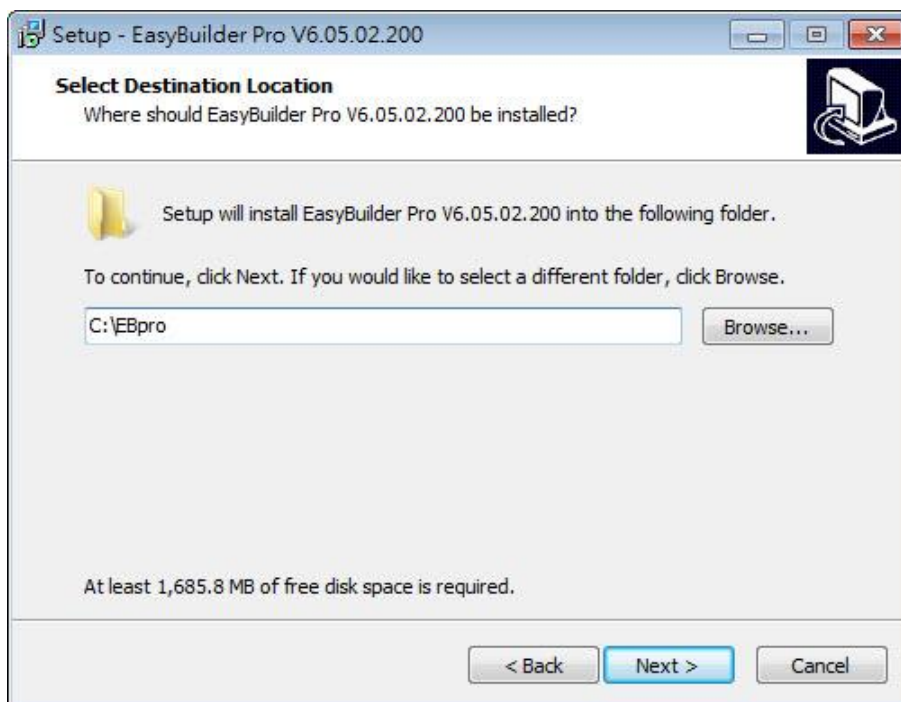 Setup - EasyBuilder Pro V6.05.02.200
Select Destination Location
Where should EasyBuilder Pro V6.05.02.200 be installed?
Setup will install EasyBuilder Pro V6.05.02.200 into the following folder.
To continue, click Next. If you would like to select a different folder, click Browse.
C:\EBpro
Browse...
At least 1,685.8 MB of free disk space is required.
< Back
Next >
Cancel